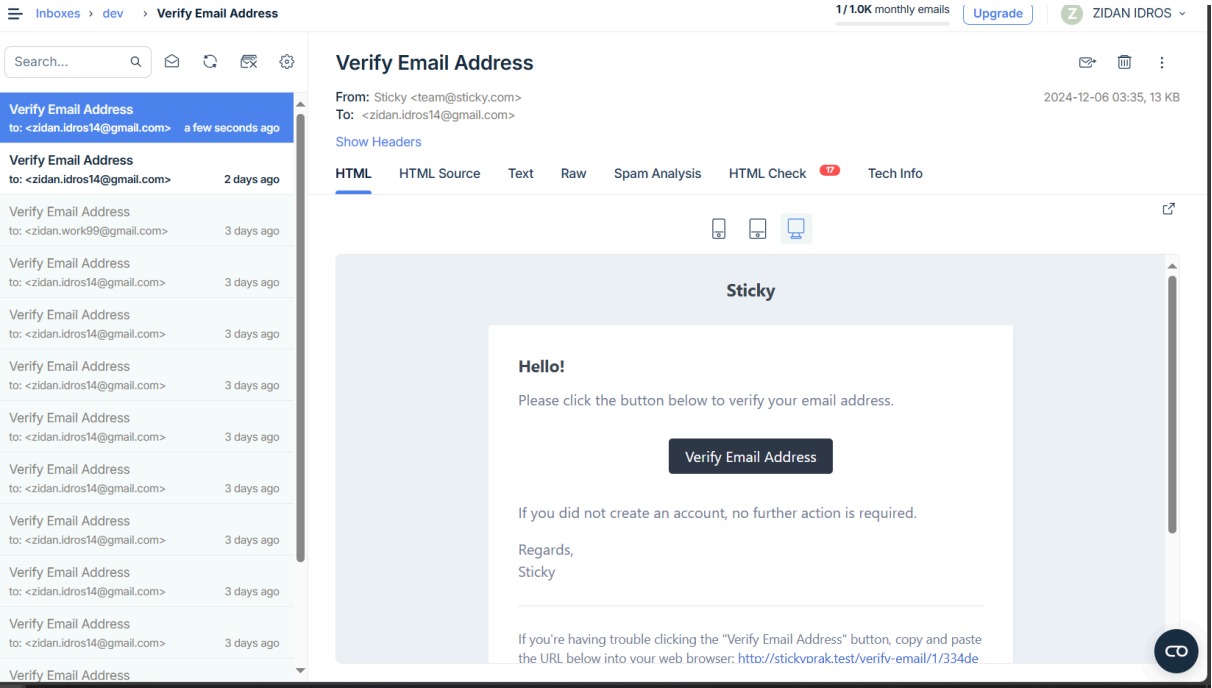 Inboxes › dev › Verify Email Address
1 / 1.0K monthly emails
Upgrade
Z ZIDAN IDROS
Search...
Verify Email Address
to: <zidan.idros14@gmail.com> a few seconds ago
Verify Email Address
to: <zidan.idros14@gmail.com> 2 days ago
Verify Email Address
to: <zidan.work99@gmail.com> 3 days ago
Verify Email Address
to: <zidan.idros14@gmail.com> 3 days ago
Verify Email Address
to: <zidan.idros14@gmail.com> 3 days ago
Verify Email Address
to: <zidan.idros14@gmail.com> 3 days ago
Verify Email Address
to: <zidan.idros14@gmail.com> 3 days ago
Verify Email Address
to: <zidan.idros14@gmail.com> 3 days ago
Verify Email Address
to: <zidan.idros14@gmail.com> 3 days ago
Verify Email Address
to: <zidan.idros14@gmail.com> 3 days ago
Verify Email Address
to: <zidan.idros14@gmail.com> 3 days ago
Verify Email Address
Verify Email Address
From: Sticky <team@sticky.com>
2024-12-06 03:35, 13 KB
To: <zidan.idros14@gmail.com>
Show Headers
HTML HTML Source Text Raw Spam Analysis HTML Check 17 Tech Info
Sticky
Hello!
Please click the button below to verify your email address.
Verify Email Address
If you did not create an account, no further action is required.
Regards,
Sticky
If you're having trouble clicking the "Verify Email Address" button, copy and paste
the URL below into your web browser: http://stickyprak.test/verify-email/1/334de